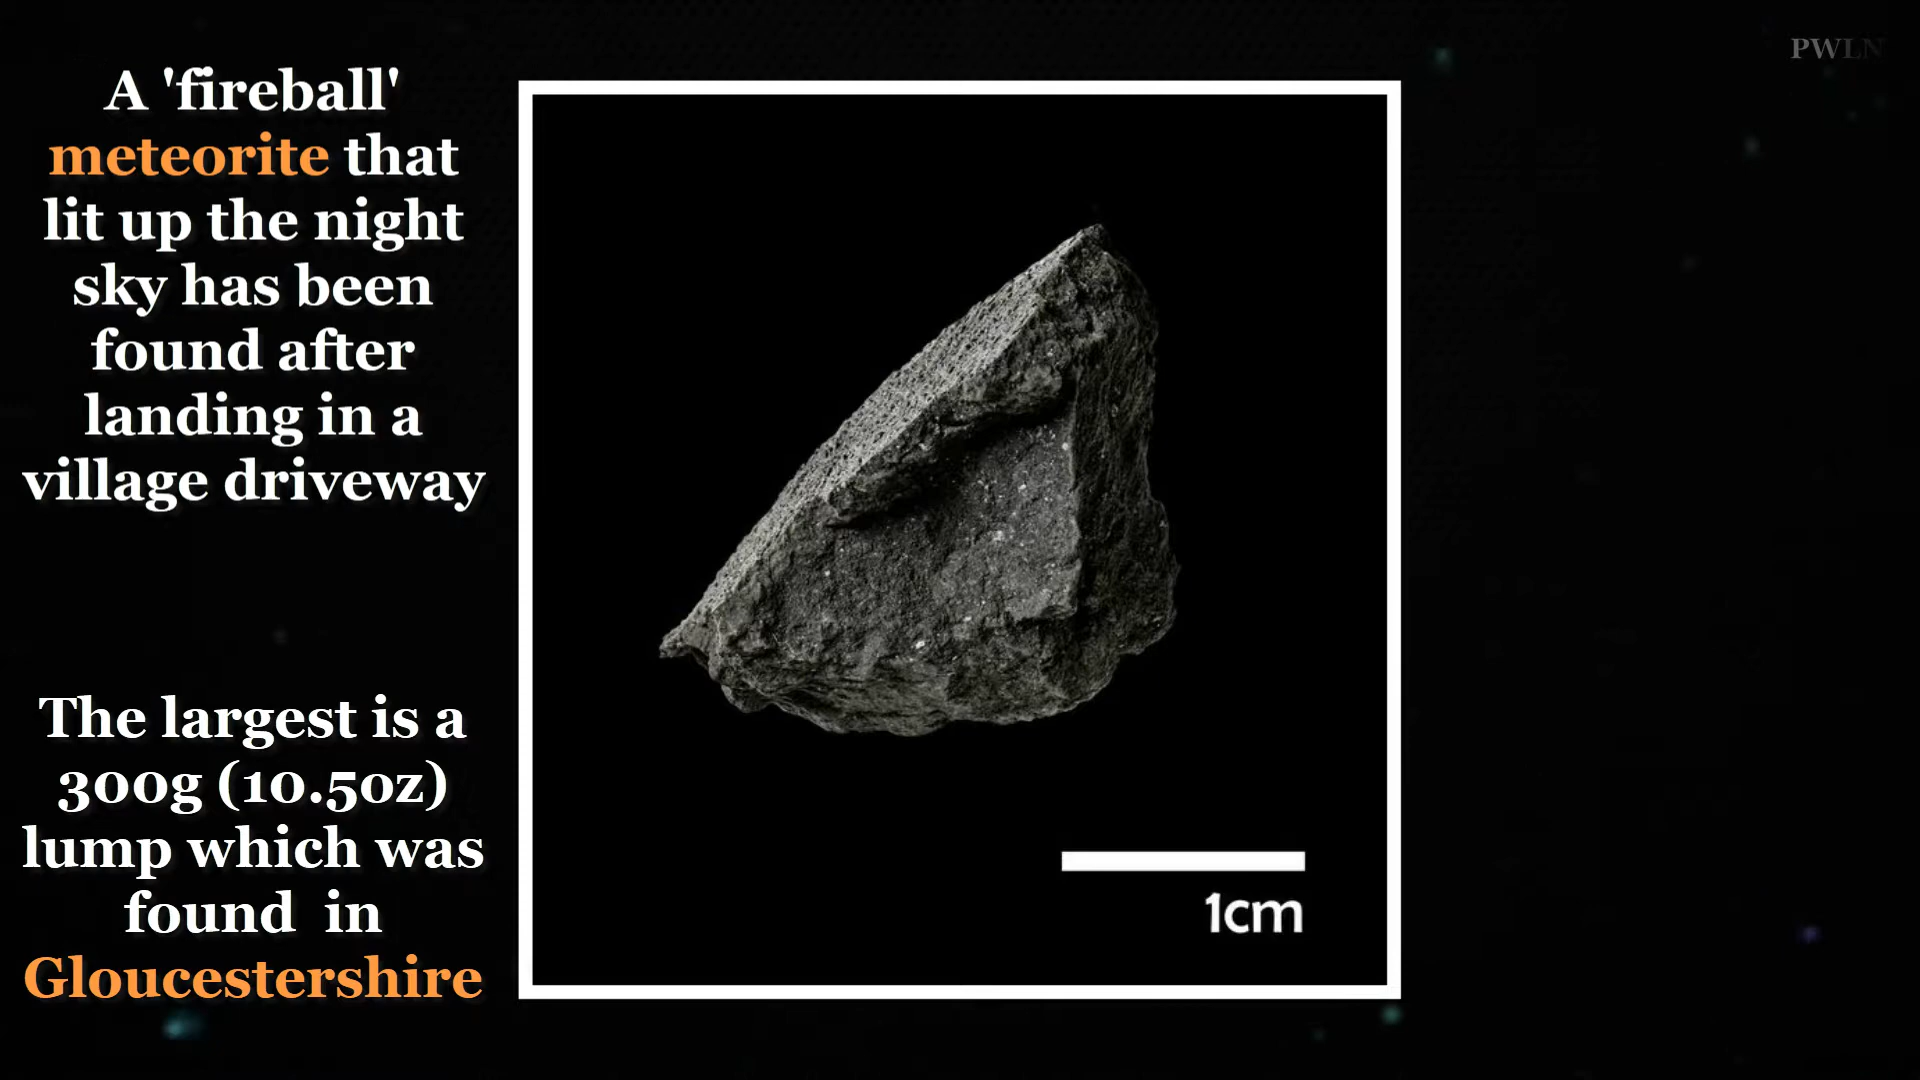 A 'fireball'
meteorite that
lit up the night
sky has been
found after
landing in a
village driveway
The largest is a
300g (10.5oz)
lump which was
found  in
Gloucestershire
1cm
PWLN